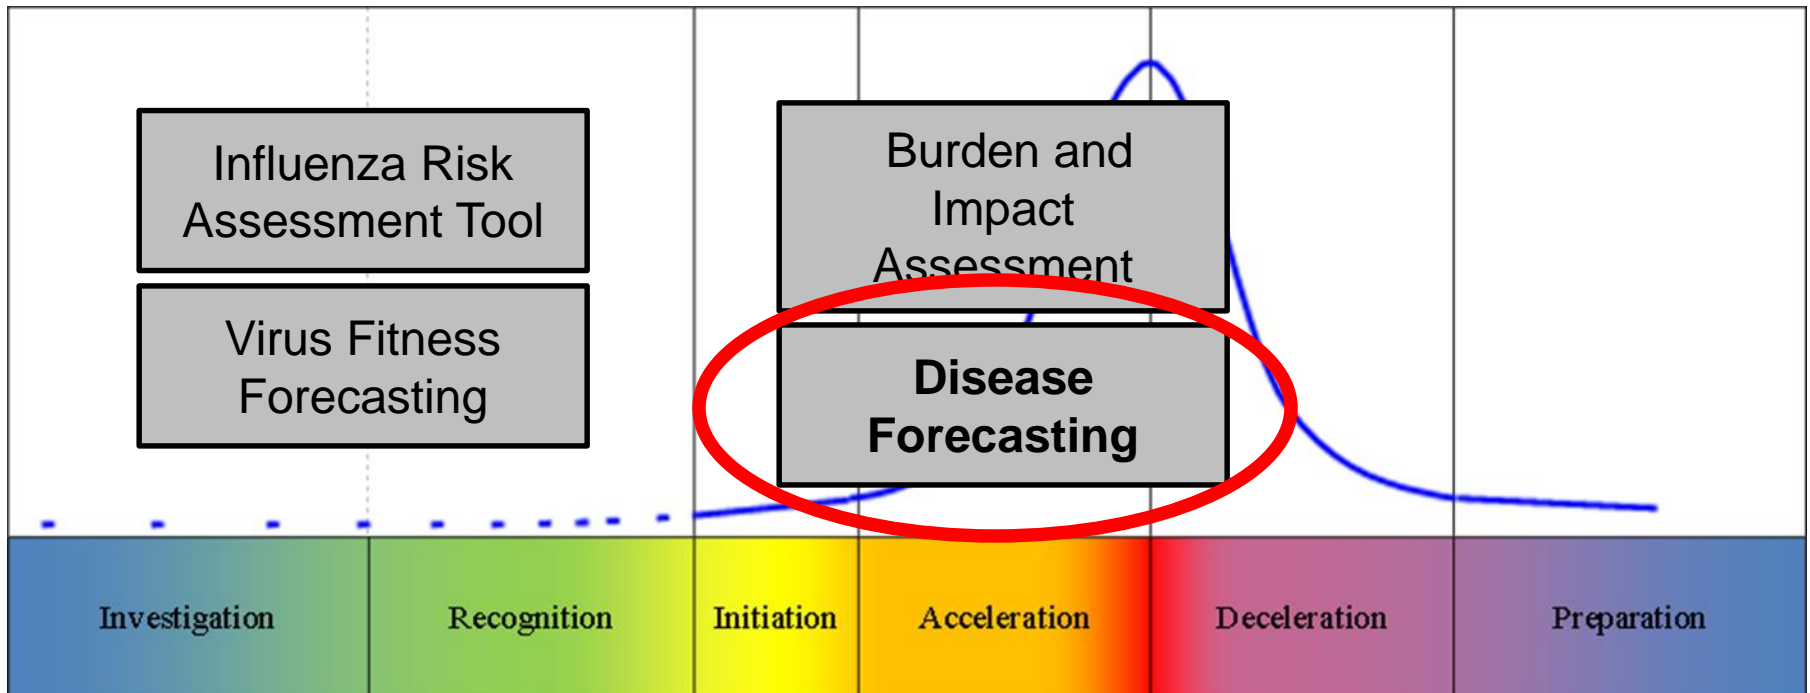 Influenza Risk
Assessment Tool
Virus Fitness
Forecasting
Burden and
Impact
Assessment
Disease
Forecasting
Investigation
Recognition
Initiation
Acceleration
Deceleration
Preparation